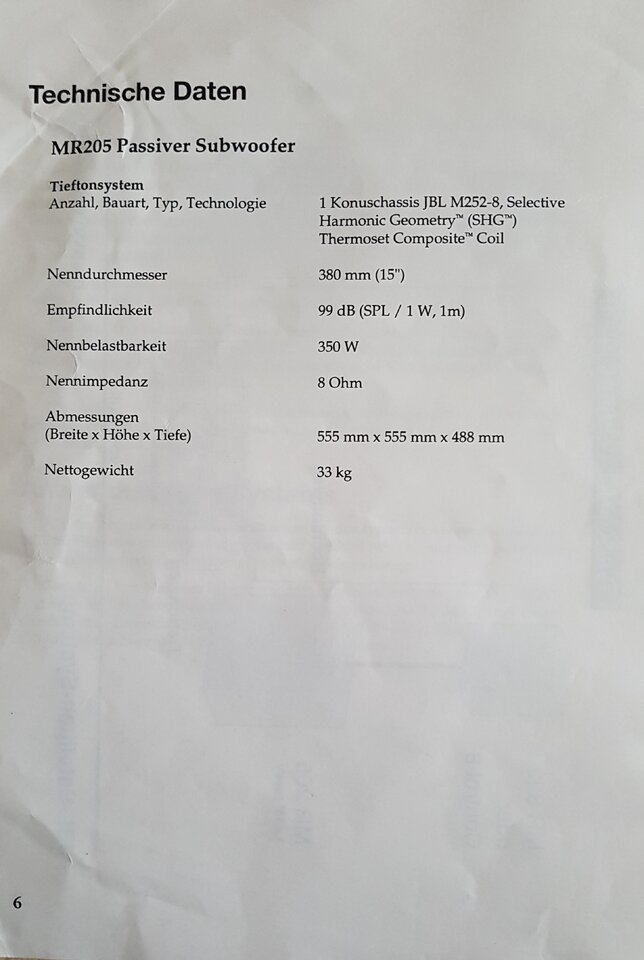 Technische Daten
MR205 Passiver Subwoofer
Tieftonsystem
Anzahl, Bauart, Typ, Technologie 1 Konuschassis JBL M252-8, Selective
Harmonic Geometry™ (SHG™)
Thermoset Composite™ Coil
Nenndurchmesser 380 mm (15")
Empfindlichkeit 99 dB (SPL / 1 W, 1m)
Nennbelastbarkeit 350 W
Nennimpedanz 8 Ohm
Abmessungen
(Breite x Höhe x Tiefe) 555 mm x 555 mm x 488 mm
Nettogewicht 33 kg
6